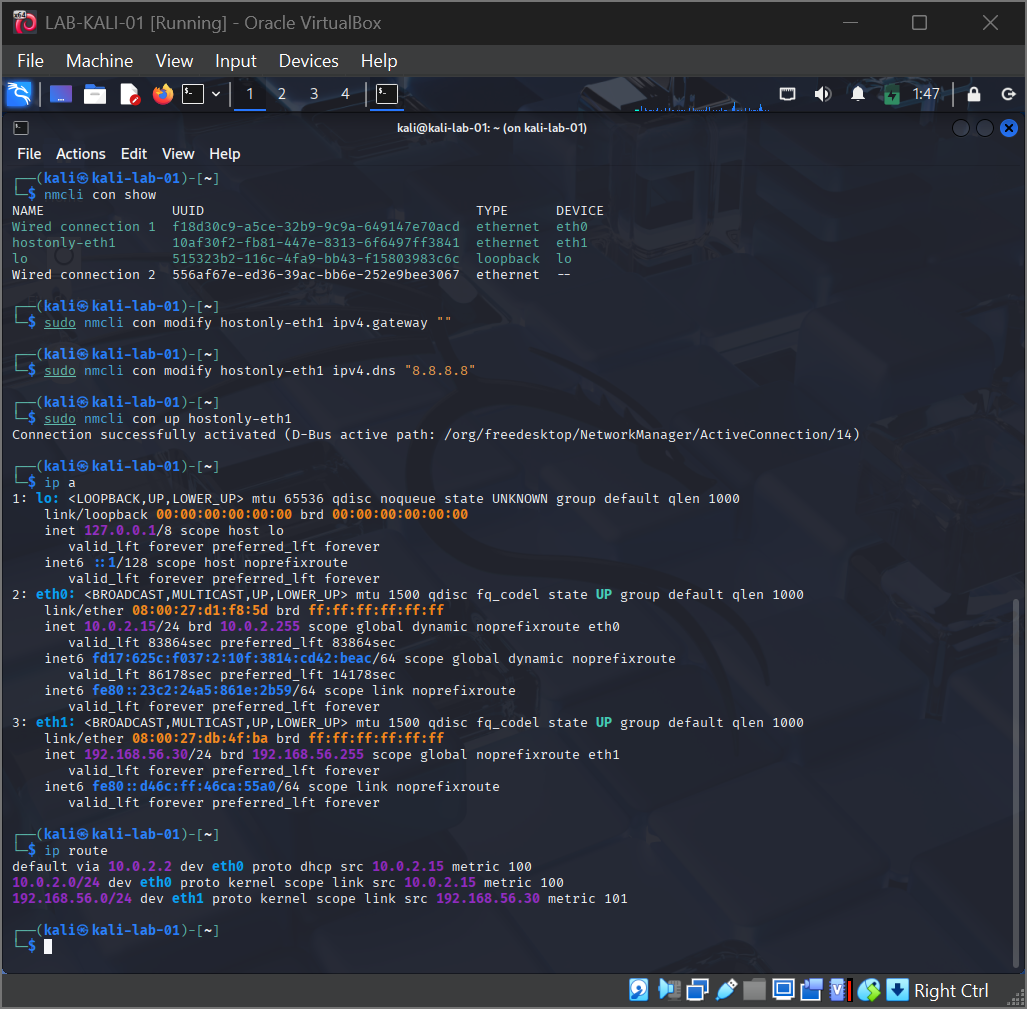 LAB-KALI-01 [Running] - Oracle VirtualBox
File Machine View Input Devices Help
1 2 3 4 1:47
kali@kali-lab-01: ~ (on kali-lab-01)
File Actions Edit View Help
┌──(kali㉿kali-lab-01)-[~]
└─$ nmcli con show
NAME UUID TYPE DEVICE
Wired connection 1 f18d30c9-a5ce-32b9-9c9a-649147e70acd ethernet eth0
hostonly-eth1 10af30f2-fb81-447e-8313-6f6497ff3841 ethernet eth1
lo 515323b2-116c-4fa9-bb43-f15803983c6c loopback lo
Wired connection 2 556af67e-ed36-39ac-bb6e-252e9bee3067 ethernet --
┌──(kali㉿kali-lab-01)-[~]
└─$ sudo nmcli con modify hostonly-eth1 ipv4.gateway ""
┌──(kali㉿kali-lab-01)-[~]
└─$ sudo nmcli con modify hostonly-eth1 ipv4.dns "8.8.8.8"
┌──(kali㉿kali-lab-01)-[~]
└─$ sudo nmcli con up hostonly-eth1
Connection successfully activated (D-Bus active path: /org/freedesktop/NetworkManager/ActiveConnection/14)
┌──(kali㉿kali-lab-01)-[~]
└─$ ip a
1: lo: <LOOPBACK,UP,LOWER_UP> mtu 65536 qdisc noqueue state UNKNOWN group default qlen 1000
link/loopback 00:00:00:00:00:00 brd 00:00:00:00:00:00
inet 127.0.0.1/8 scope host lo
valid_lft forever preferred_lft forever
inet6 ::1/128 scope host noprefixroute
valid_lft forever preferred_lft forever
2: eth0: <BROADCAST,MULTICAST,UP,LOWER_UP> mtu 1500 qdisc fq_codel state UP group default qlen 1000
link/ether 08:00:27:d1:f8:5d brd ff:ff:ff:ff:ff:ff
inet 10.0.2.15/24 brd 10.0.2.255 scope global dynamic noprefixroute eth0
valid_lft 83864sec preferred_lft 83864sec
inet6 fd17:625c:f037:2:10f:3814:cd42:beac/64 scope global dynamic noprefixroute
valid_lft 86178sec preferred_lft 14178sec
inet6 fe80::23c2:24a5:861e:2b59/64 scope link noprefixroute
valid_lft forever preferred_lft forever
3: eth1: <BROADCAST,MULTICAST,UP,LOWER_UP> mtu 1500 qdisc fq_codel state UP group default qlen 1000
link/ether 08:00:27:db:4f:ba brd ff:ff:ff:ff:ff:ff
inet 192.168.56.30/24 brd 192.168.56.255 scope global noprefixroute eth1
valid_lft forever preferred_lft forever
inet6 fe80::d46c:ff:46ca:55a0/64 scope link noprefixroute
valid_lft forever preferred_lft forever
┌──(kali㉿kali-lab-01)-[~]
└─$ ip route
default via 10.0.2.2 dev eth0 proto dhcp src 10.0.2.15 metric 100
10.0.2.0/24 dev eth0 proto kernel scope link src 10.0.2.15 metric 100
192.168.56.0/24 dev eth1 proto kernel scope link src 192.168.56.30 metric 101
┌──(kali㉿kali-lab-01)-[~]
└─$
Right Ctrl